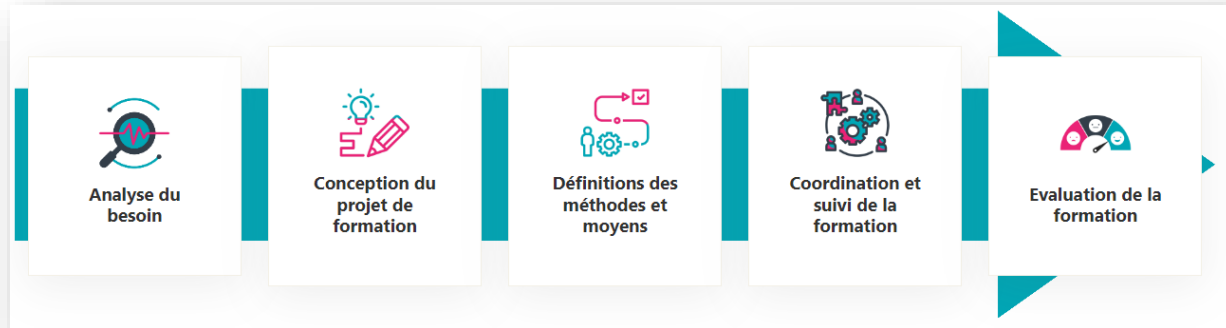 Analyse du
besoin
Conception du
projet de
formation
Définitions des
méthodes et
moyens
Coordination et
suivi de la
formation
Evaluation de la
formation